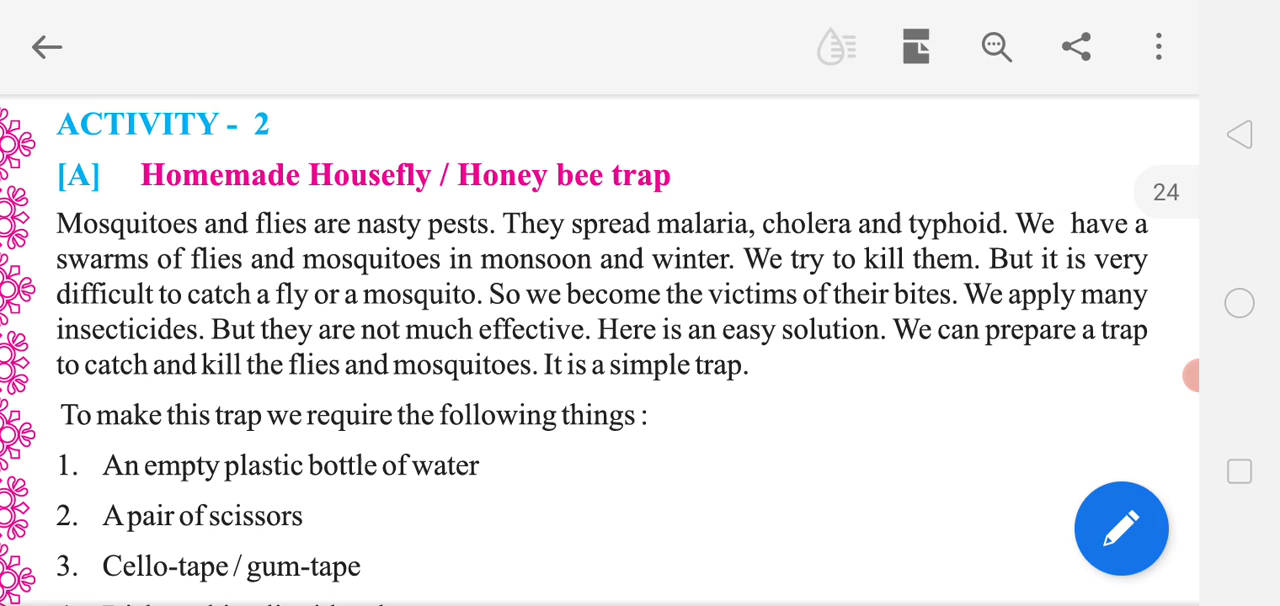 24
ACTIVITY - 2
[A] Homemade Housefly / Honey bee trap
Mosquitoes and flies are nasty pests. They spread malaria, cholera and typhoid. We have a
swarms of flies and mosquitoes in monsoon and winter. We try to kill them. But it is very
difficult to catch a fly or a mosquito. So we become the victims of their bites. We apply many
insecticides. But they are not much effective. Here is an easy solution. We can prepare a trap
to catch and kill the flies and mosquitoes. It is a simple trap.
To make this trap we require the following things :
1. An empty plastic bottle of water
2. A pair of scissors
3. Cello-tape / gum-tape